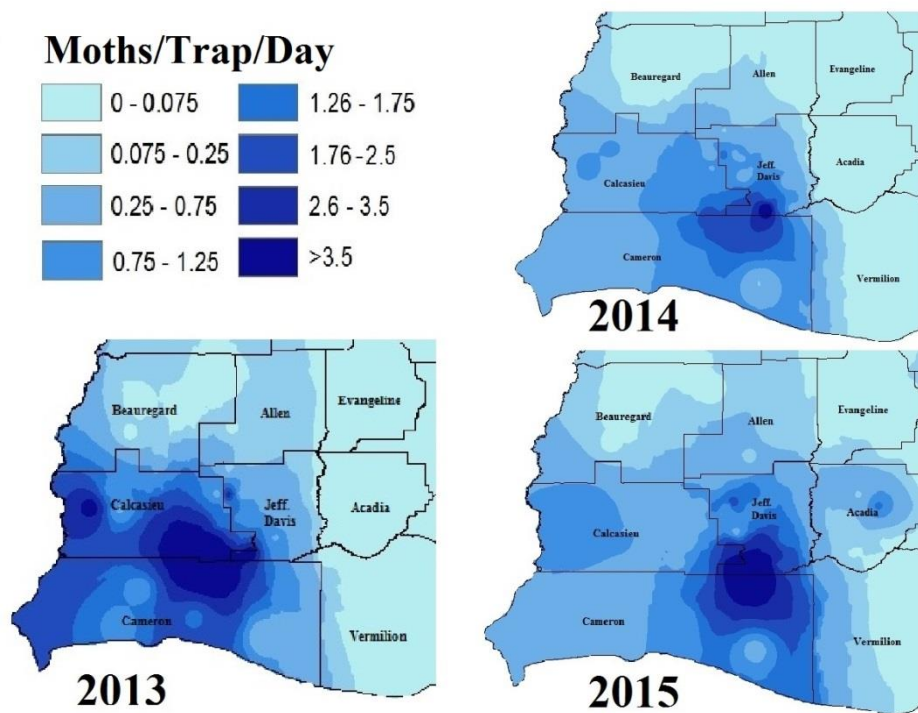 Moths/Trap/Day
0 - 0.075
0.075 - 0.25
0.25 - 0.75
0.75 - 1.25
1.26 - 1.75
1.76 -2.5
2.6 - 3.5
>3.5
Beauregard
Allen
Evangeline
Calcasieu
Jeff.
Davis
Acadia
Cameron
Vermilion
2014
Beauregard
Allen
Evangeline
Calcasieu
Jeff.
Davis
Acadia
Cameron
Vermilion
2013
Beauregard
Allen
Evangeline
Calcasieu
Jeff.
Davis
Acadia
Cameron
Vermilion
2015